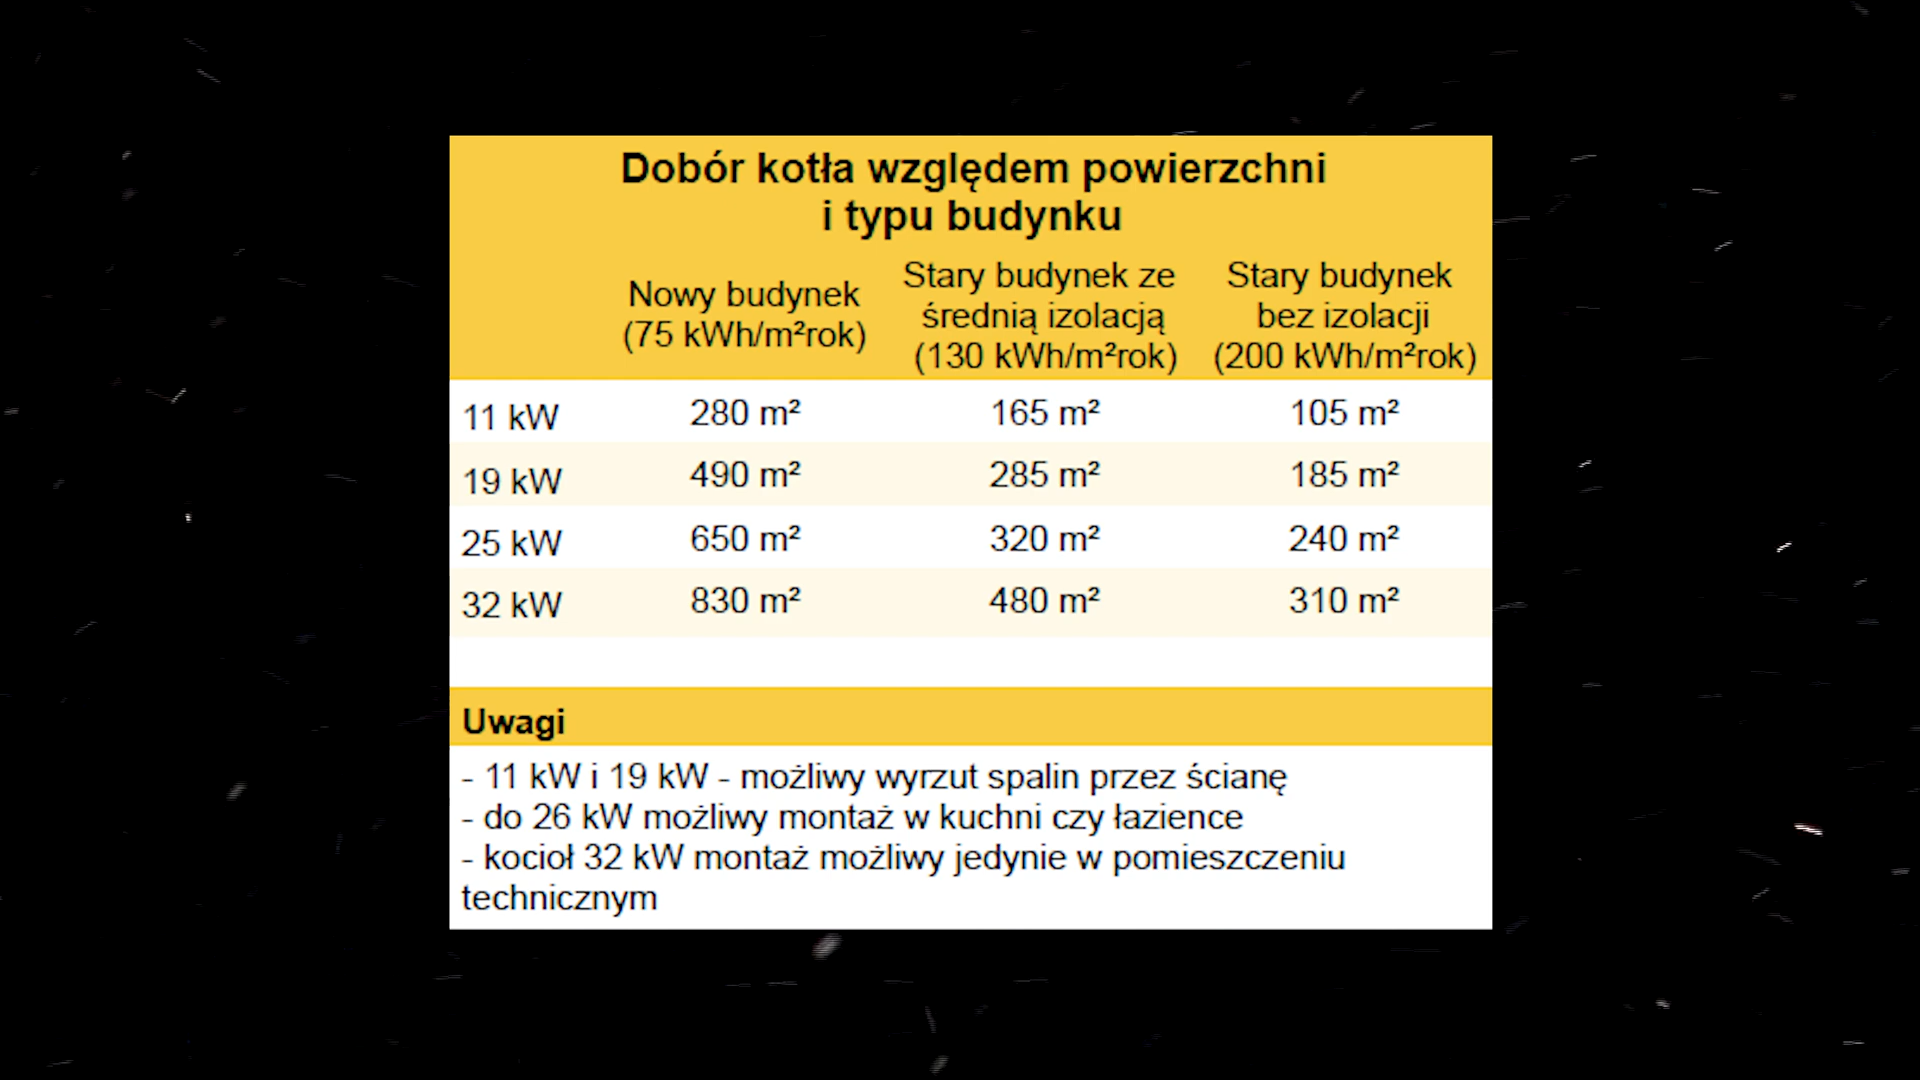 Dobór kotła względem powierzchni
i typu budynku
Nowy budynek
(75 kWh/m²rok)
Stary budynek ze
średnią izolacją
(130 kWh/m²rok)
Stary budynek
bez izolacji
(200 kWh/m²rok)
11 kW 280 m² 165 m² 105 m²
19 kW 490 m² 285 m² 185 m²
25 kW 650 m² 320 m² 240 m²
32 kW 830 m² 480 m² 310 m²
Uwagi
- 11 kW i 19 kW - możliwy wyrzut spalin przez ścianę
- do 26 kW możliwy montaż w kuchni czy łazience
- kocioł 32 kW montaż możliwy jedynie w pomieszczeniu
technicznym